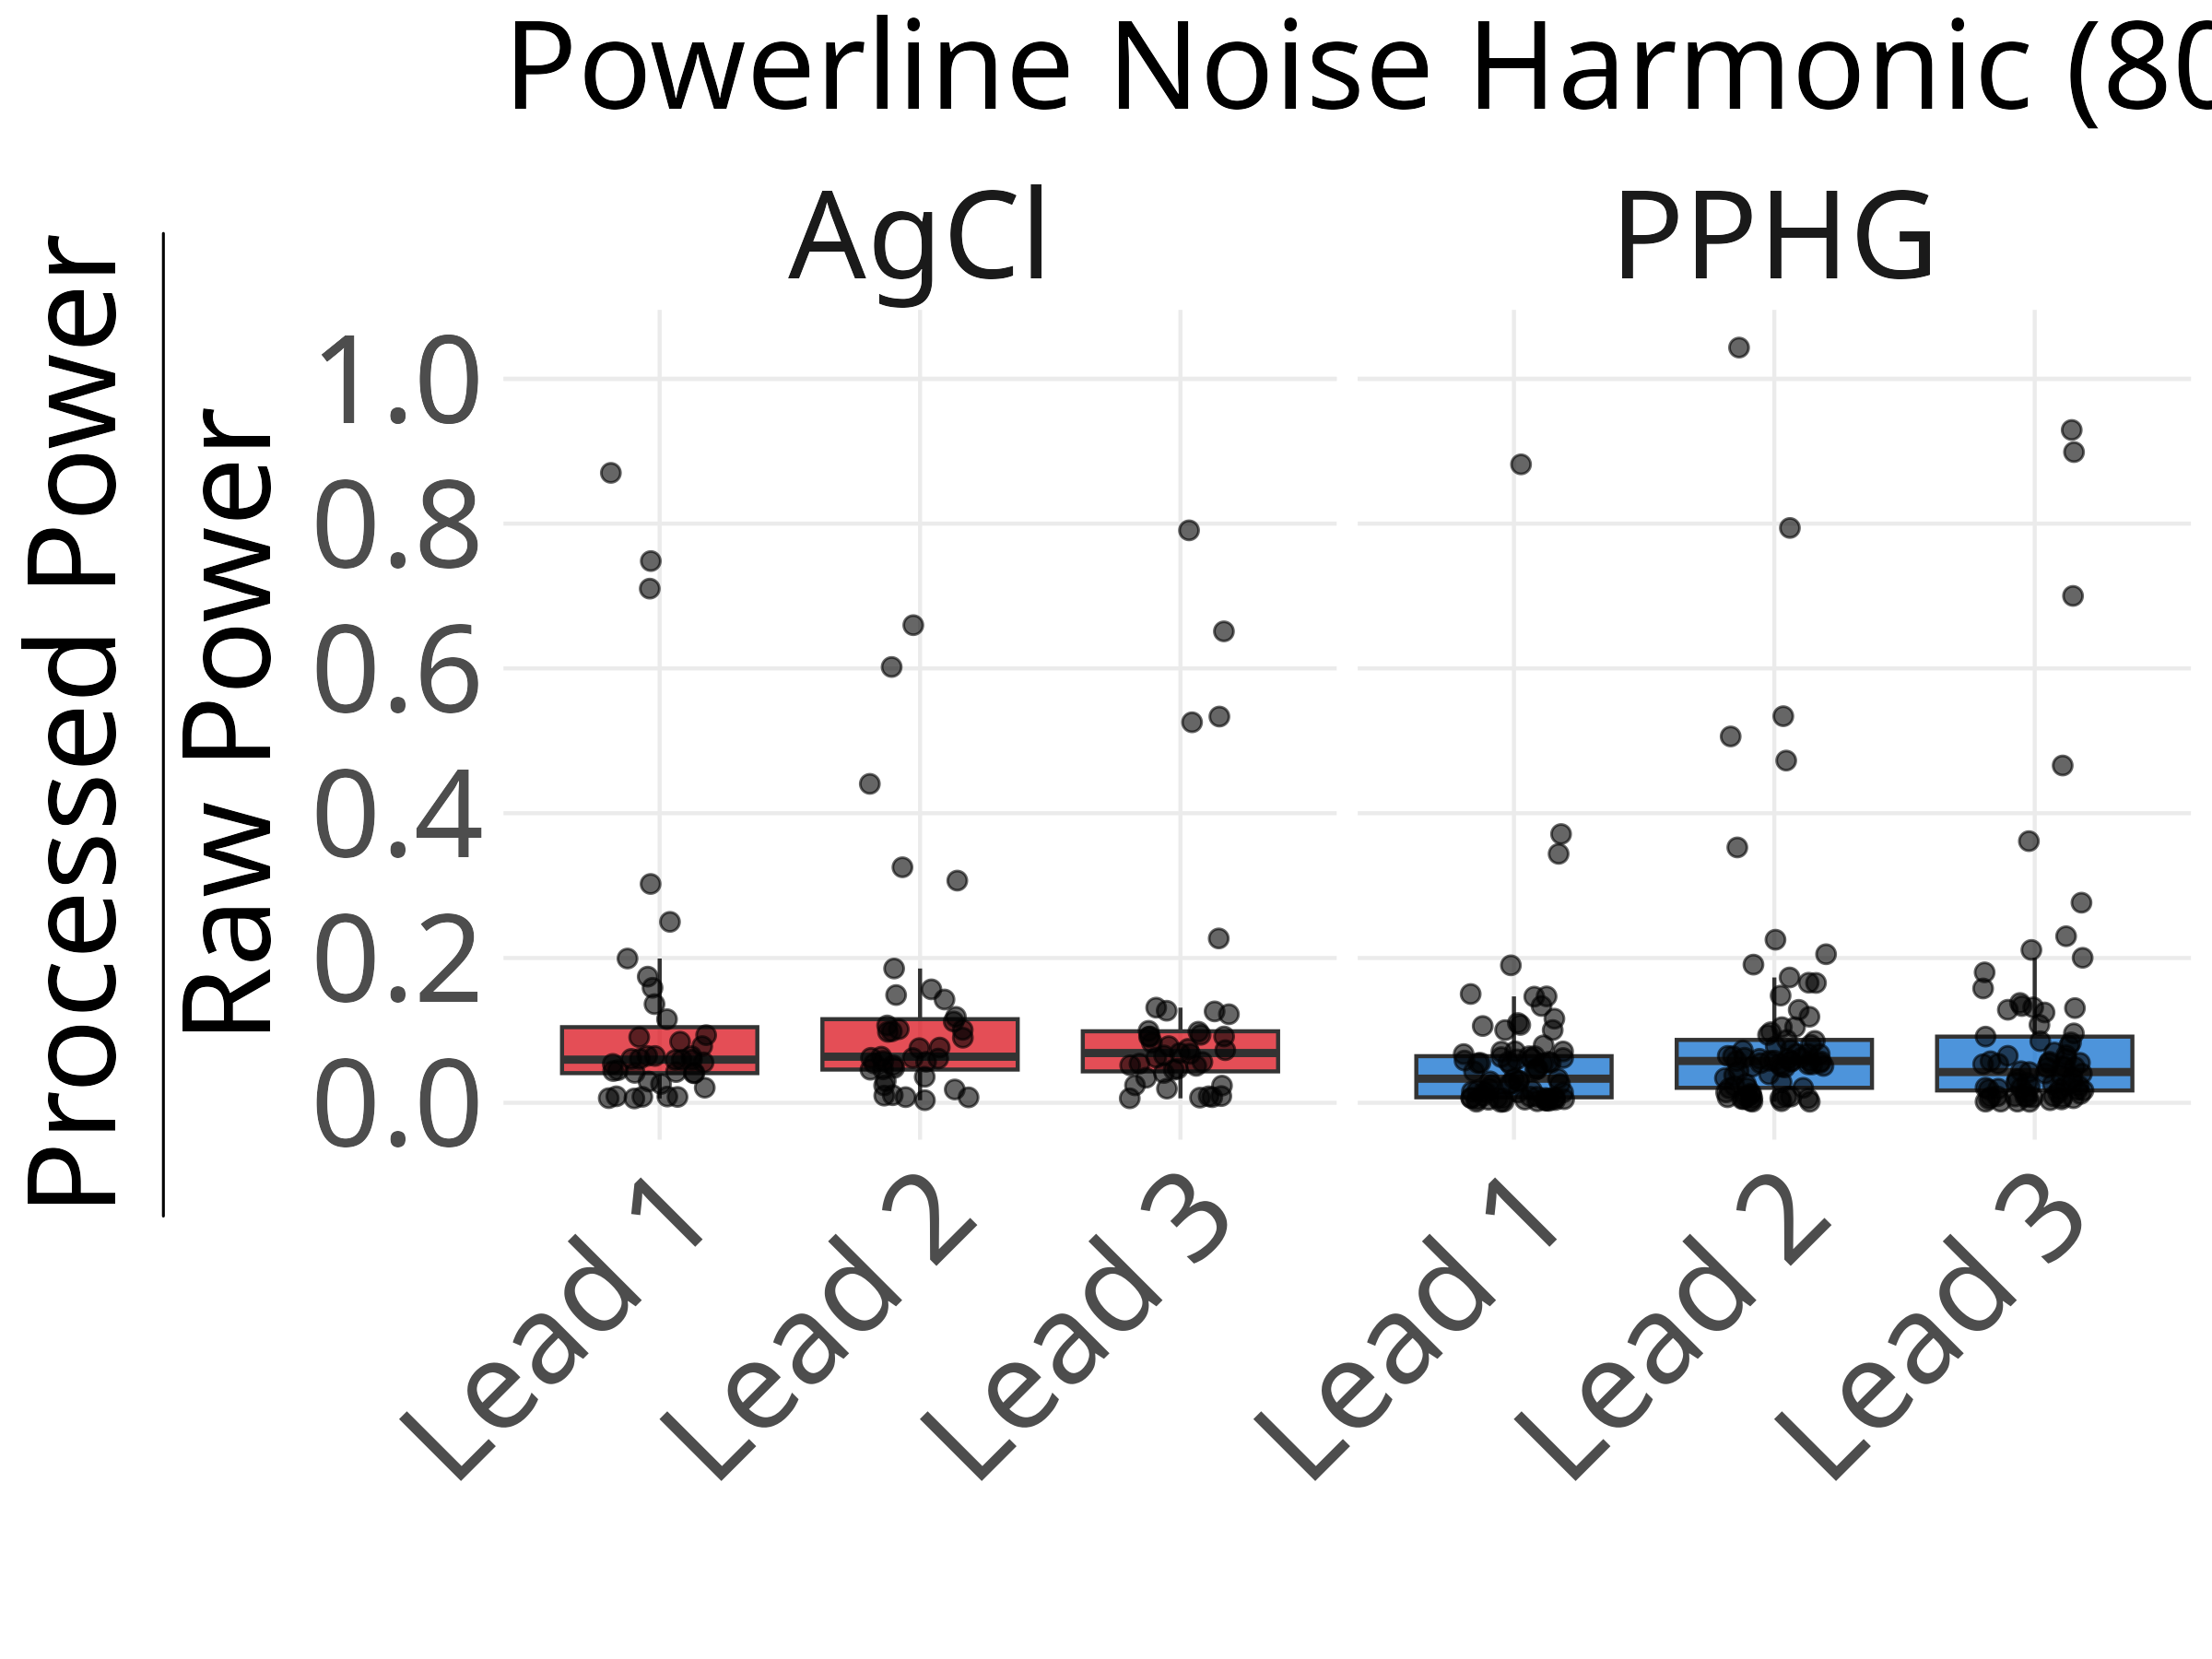 Powerline Noise Harmonic (80
AgCl
PPHG
Processed Power
Raw Power
1.0
0.8
0.6
0.4
0.2
0.0
Lead 1
Lead 2
Lead 3
Lead 1
Lead 2
Lead 3